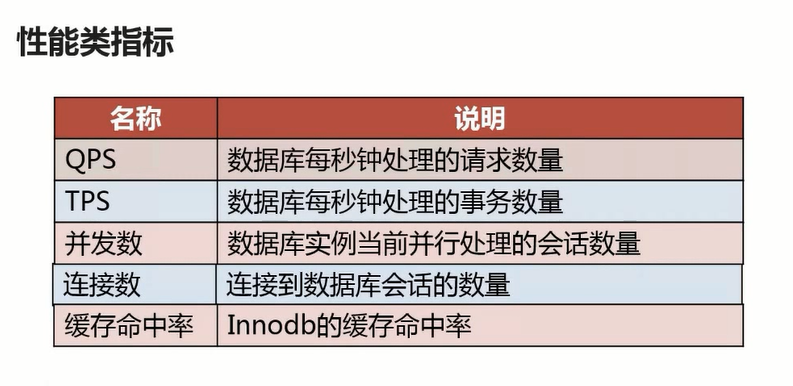 性能类指标
名称 说明
QPS 数据库每秒钟处理的请求数量
TPS 数据库每秒钟处理的事务数量
并发数 数据库实例当前并行处理的会话数量
连接数 连接到数据库会话的数量
缓存命中率 Innodb的缓存命中率